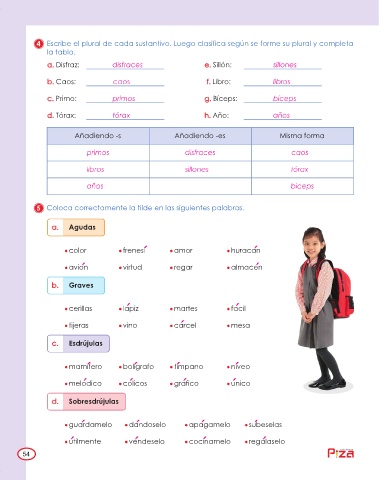 4 Escribe el plural de cada sustantivo. Luego clasifica según se forme su plural y completa
la tabla.
a. Disfraz: disfraces e. Sillón: sillones
b. Caos: caos f. Libro: libros
c. Primo: primos g. Bíceps: bíceps
d. Tórax: tórax h. Año: años
Añadiendo -s Añadiendo -es Misma forma
primos disfraces caos
libros sillones tórax
años bíceps
5 Coloca correctamente la tilde en las siguientes palabras.
a. Agudas
• color • frenesí • amor • huracán
• avión • virtud • regar • almacén
b. Graves
• cerillas • lápiz • martes • fácil
• tijeras • vino • cárcel • mesa
c. Esdrújulas
• mamífero • bolígrafo • tímpano • níveo
• melódico • cólicos • gráfico • único
d. Sobresdrújulas
• guárdamelo • dándoselo • apágamelo • súbeselas
• útilmente • véndeselo • cocínamelo • regálaselo
54 Piza